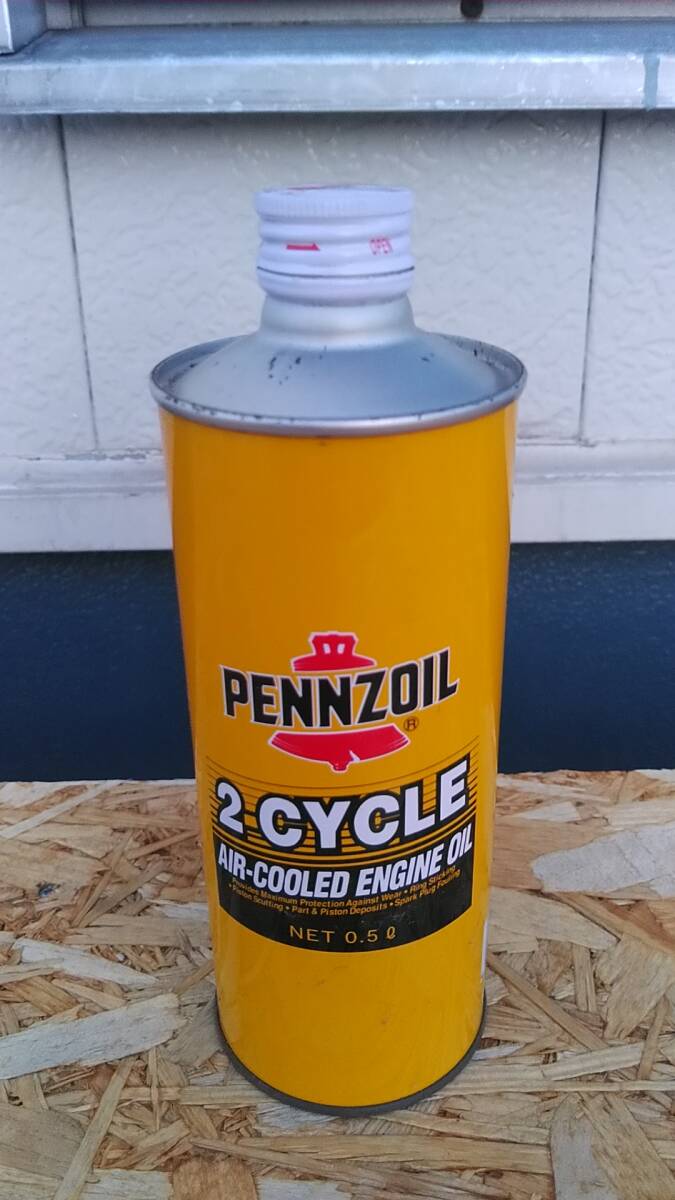 OPEN
PENNZOIL®
2 CYCLE
AIR-COOLED ENGINE OIL
Provides Maximum Protection Against Wear • Ring Sticking
• Piston Scuffing • Part & Piston Deposits • Spark Plug Fouling
NET 0.5 ℓ